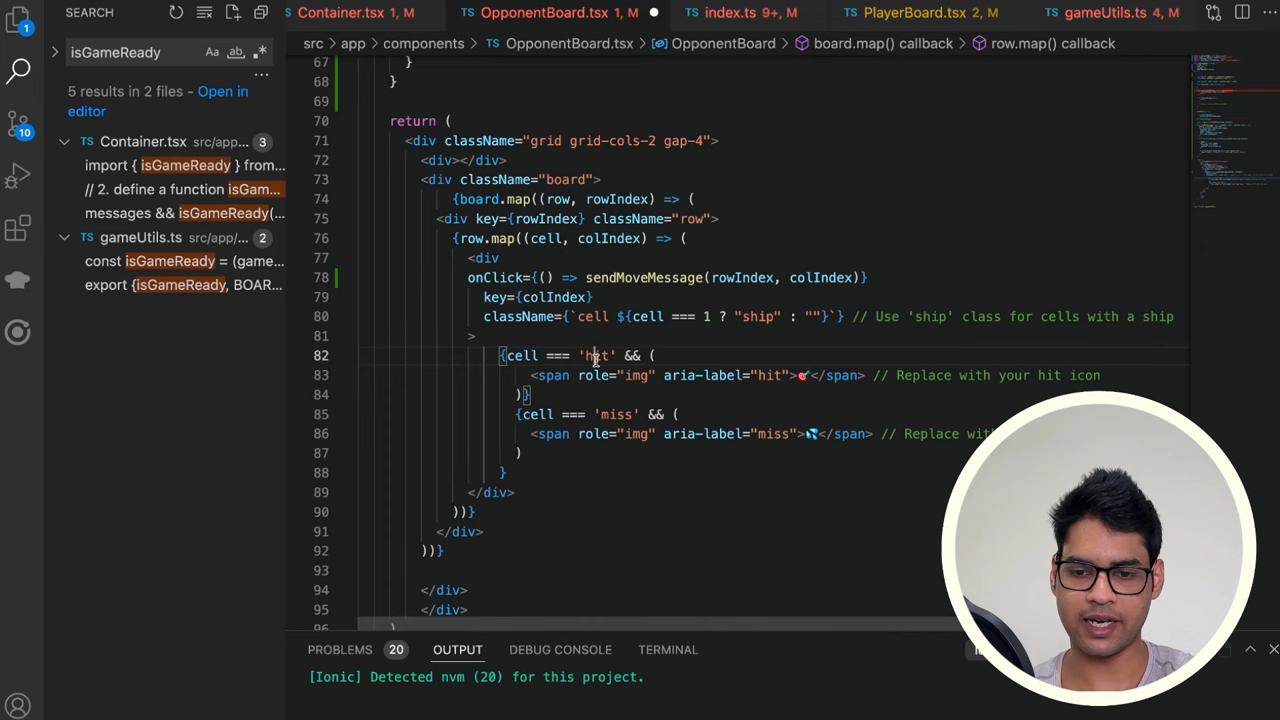 SEARCH
isGameReady
Aa ab .*
5 results in 2 files - Open in
editor
Container.tsx src/app... 3
import { isGameReady } from...
// 2. define a function isGam...
messages && isGameReady(...
gameUtils.ts src/app/... 2
const isGameReady = (game...
export {isGameReady, BOAR...
1
10
Container.tsx 1, M
OpponentBoard.tsx 1, M
index.ts 9+, M
PlayerBoard.tsx 2, M
gameUtils.ts 4, M
src > app > components > OpponentBoard.tsx > OpponentBoard > board.map() callback > row.map() callback
67 }
68 }
69
70 return (
71 <div className="grid grid-cols-2 gap-4">
72 <div></div>
73 <div className="board">
74 {board.map((row, rowIndex) => (
75 <div key={rowIndex} className="row">
76 {row.map((cell, colIndex) => (
77 <div
78 onClick={() => sendMoveMessage(rowIndex, colIndex)}
79 key={colIndex}
80 className={`cell ${cell === 1 ? "ship" : ""}`} // Use 'ship' class for cells with a ship
81 >
82 {cell === 'hit' && (
83 <span role="img" aria-label="hit">🎯</span> // Replace with your hit icon
84 )}
85 {cell === 'miss' && (
86 <span role="img" aria-label="miss">💦</span> // Replace
87 )
88 }
89 </div>
90 ))}
91 </div>
92 ))}
93
94 </div>
95 </div>
96 )
PROBLEMS 20 OUTPUT DEBUG CONSOLE TERMINAL
[Ionic] Detected nvm (20) for this project.